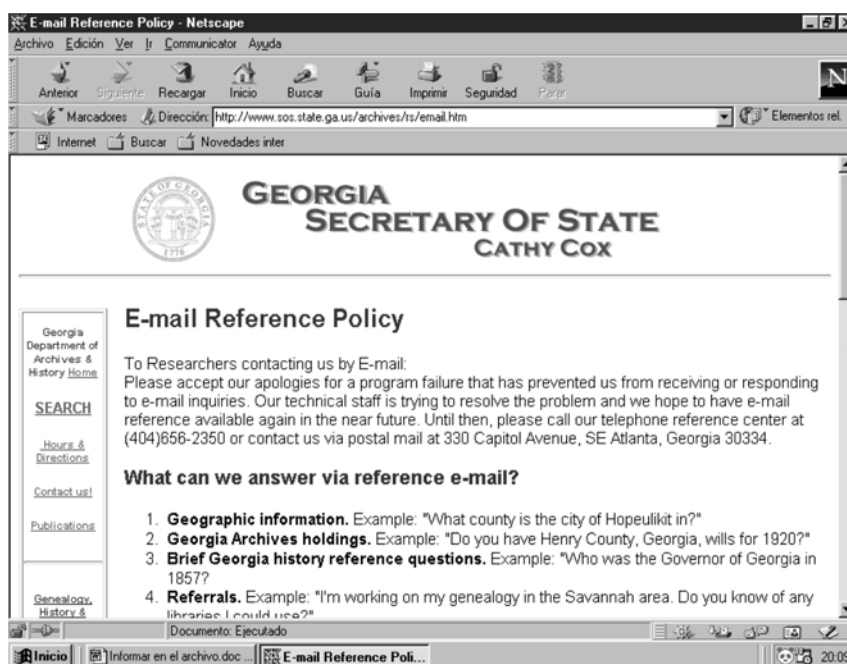 E-mail Reference Policy - Netscape
Archivo Edición Ver Ir Communicator Ayuda
Anterior Siguiente Recargar Inicio Buscar Guía Imprimir Seguridad Parar
N
Marcadores Dirección: http://www.sos.state.ga.us/archives/rs/email.htm Elementos rel.
Internet Buscar Novedades inter
STATE OF GEORGIA
1776
GEORGIA
SECRETARY OF STATE
CATHY COX
Georgia
Department of
Archives &
History Home
SEARCH
Hours &
Directions
Contact us!
Publications
Genealogy,
History &
E-mail Reference Policy
To Researchers contacting us by E-mail:
Please accept our apologies for a program failure that has prevented us from receiving or responding
to e-mail inquiries. Our technical staff is trying to resolve the problem and we hope to have e-mail
reference available again in the near future. Until then, please call our telephone reference center at
(404)656-2350 or contact us via postal mail at 330 Capitol Avenue, SE Atlanta, Georgia 30334.
What can we answer via reference e-mail?
1. Geographic information. Example: "What county is the city of Hopeulikit in?"
2. Georgia Archives holdings. Example: "Do you have Henry County, Georgia, wills for 1920?"
3. Brief Georgia history reference questions. Example: "Who was the Governor of Georgia in
1857?
4. Referrals. Example: "I'm working on my genealogy in the Savannah area. Do you know of any
libraries I could use?"
Documento: Ejecutado
Inicio Informar en el archivo.doc ... E-mail Reference Poli... 20:09